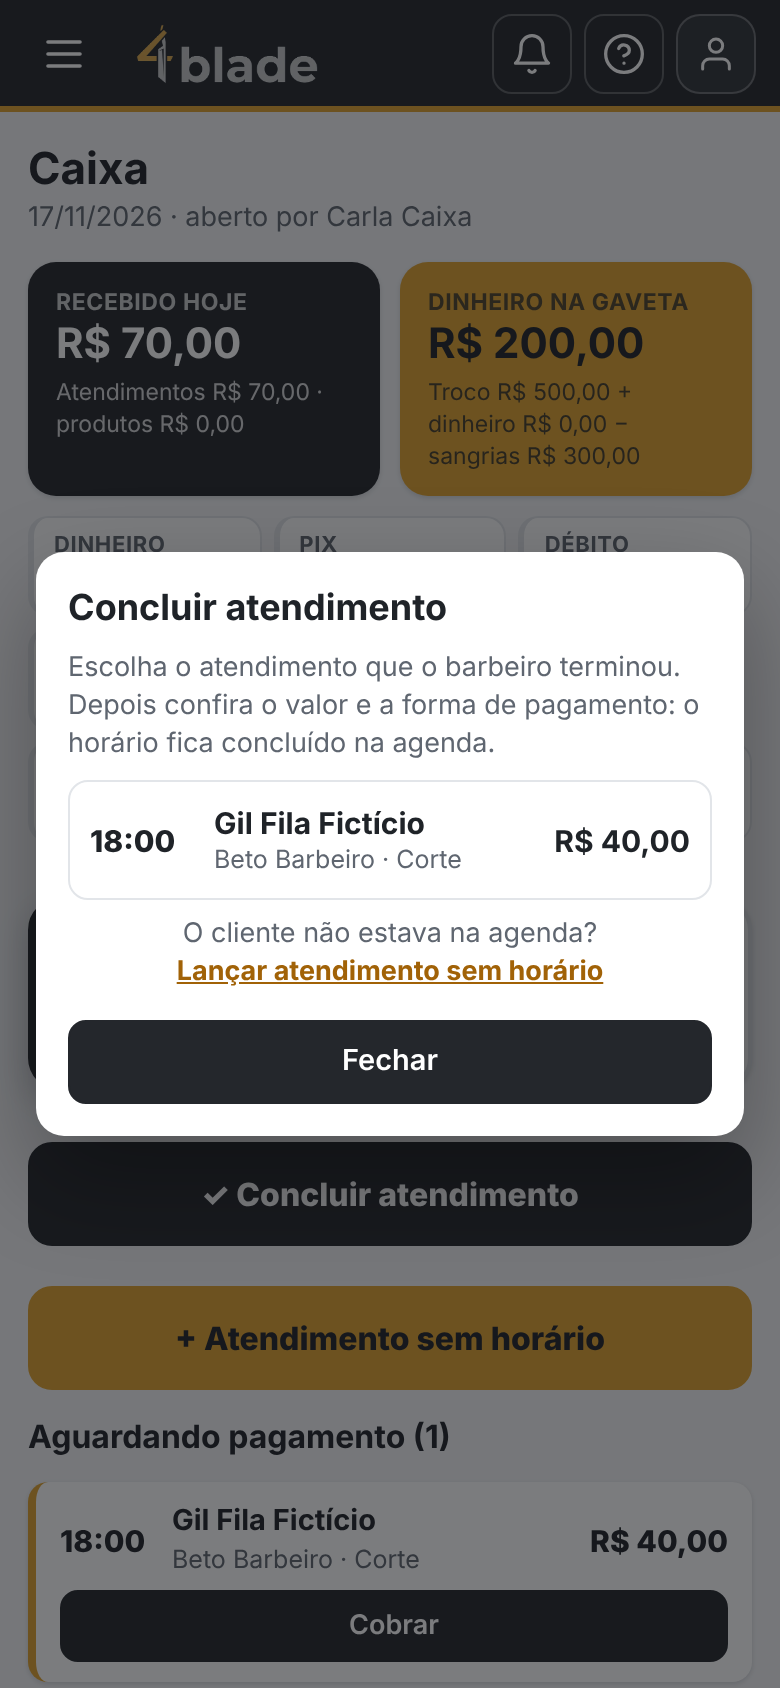 4blade
Caixa
17/11/2026 · aberto por Carla Caixa
RECEBIDO HOJE
R$ 70,00
Atendimentos R$ 70,00 ·
produtos R$ 0,00
DINHEIRO NA GAVETA
R$ 200,00
Troco R$ 500,00 +
dinheiro R$ 0,00 −
sangrias R$ 300,00
DINHEIRO
PIX
DÉBITO
Concluir atendimento
Escolha o atendimento que o barbeiro terminou.
Depois confira o valor e a forma de pagamento: o
horário fica concluído na agenda.
18:00
Gil Fila Fictício
Beto Barbeiro · Corte
R$ 40,00
O cliente não estava na agenda?
Lançar atendimento sem horário
Fechar
✓ Concluir atendimento
+ Atendimento sem horário
Aguardando pagamento (1)
18:00
Gil Fila Fictício
Beto Barbeiro · Corte
R$ 40,00
Cobrar